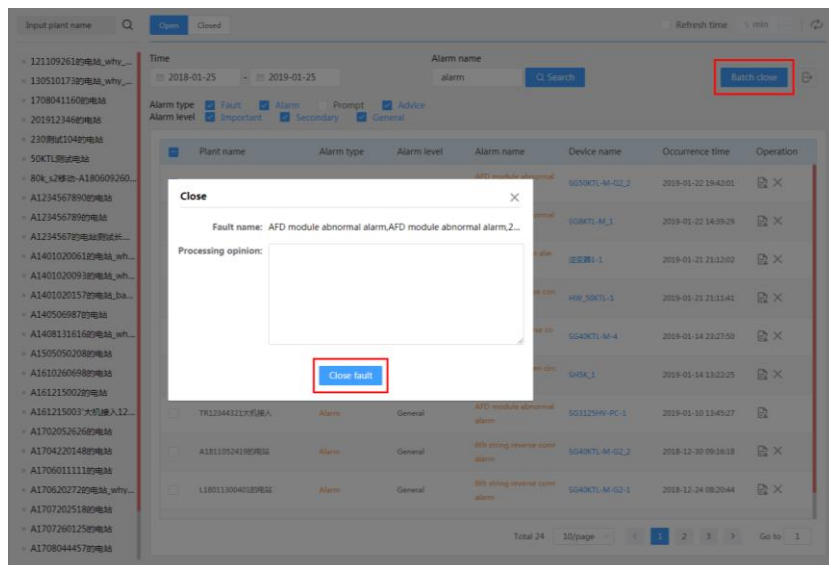 Input plant name
Open Closed
Refresh time 5 min
121109261的电站_why_...
130510173的电站_why_...
1708041160的电站
201912346的电站
230测试104的电站
50KTL测试电站
80k_s2移动-A180609260...
A1234567890的电站
A123456789的电站
A1234567的电站测试长...
A1401020061的电站_wh...
A1401020093的电站_wh...
A1401020157的电站_ba...
A140506987的电站
A1408131616的电站_wh...
A1505050208的电站
A1610260698的电站
A161215002的电站
A161215003'大机接入12...
A1702052626的电站
A1704220148的电站
A1706011111的电站
A170620272的电站_why...
A1707202518的电站
A1707260125的电站
A1708044457的电站
Time
2018-01-25 - 2019-01-25
Alarm name
alarm
Search
Batch close
Alarm type Fault Alarm Prompt Advice
Alarm level Important Secondary General
Plant name Alarm type Alarm level Alarm name Device name Occurrence time Operation
AFD module abnormal
SG50KTL-M-G2_2 2019-01-22 19:42:01
SG8KTL-M_1 2019-01-22 14:39:29
逆变器1-1 2019-01-21 21:12:02
HW_50KTL-1 2019-01-21 21:11:41
SG40KTL-M-4 2019-01-14 23:27:50
SH5K_1 2019-01-14 13:22:25
Close
Fault name: AFD module abnormal alarm,AFD module abnormal alarm,2...
Processing opinion:
Close fault
TR12344321大机接入 Alarm General AFD module abnormal alarm SG3125HV-PC-1 2019-01-10 13:45:27
A1811052419的电站 Alarm General 6th string reverse conn alarm SG40KTL-M-G2_2 2018-12-30 09:16:18
L18011300401的电站 Alarm General 6th string reverse conn alarm SG40KTL-M-G2-1 2018-12-24 08:20:44
Total 24 10/page 1 2 3 Go to 1